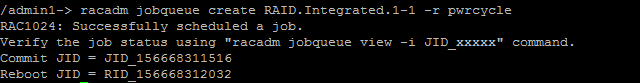 /admin1-> racadm jobqueue create RAID.Integrated.1-1 -r pwrcycle
RAC1024: Successfully scheduled a job.
Verify the job status using "racadm jobqueue view -i JID_xxxxx" command.
Commit JID = JID_156668311516
Reboot JID = RID_156668312032